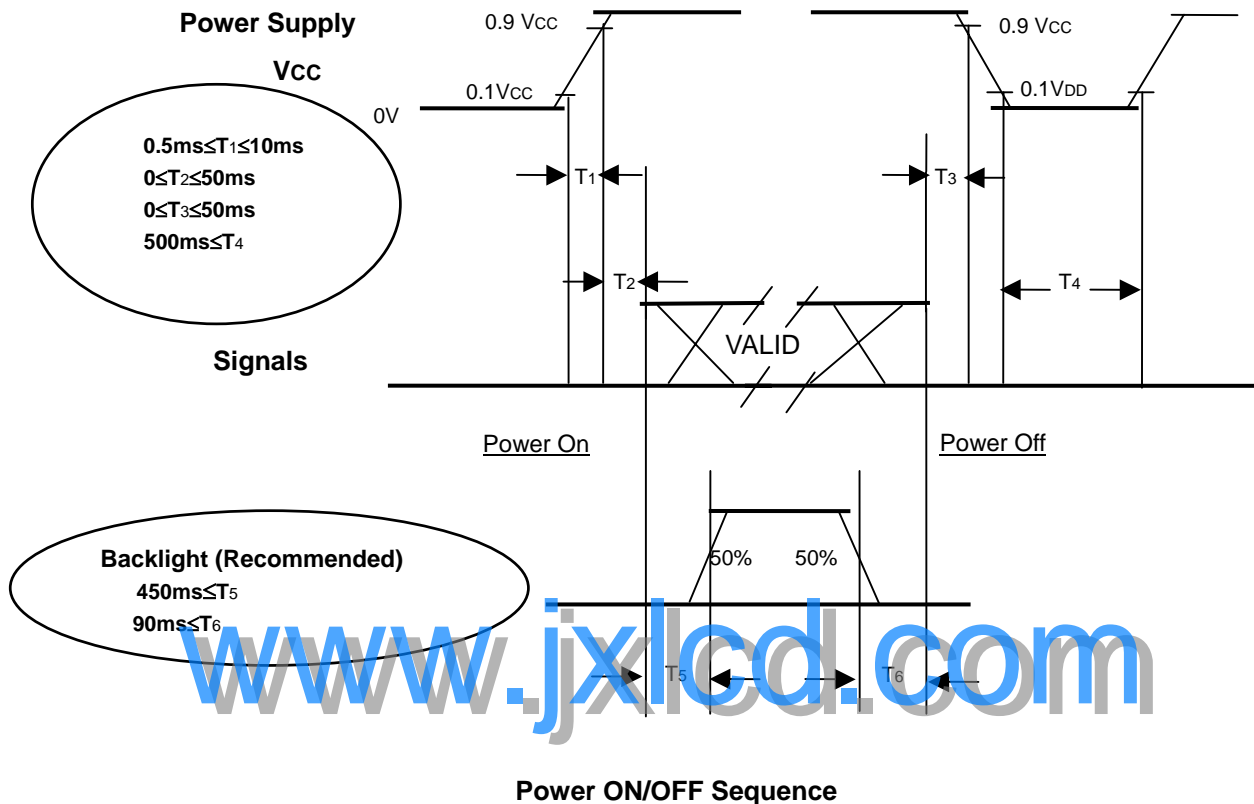 Power Supply
0.9 VCC
0.9 VCC
VCC
0.1VCC
0.1VDD
0V
0.5ms≤T1≤10ms
0≤T2≤50ms
0≤T3≤50ms
500ms≤T4
T1
T3
T2
T4
VALID
Signals
Power On
Power Off
Backlight (Recommended)
450ms≤T5
90ms≤T6
50%
50%
www.jxlcd.com
T5
T6
Power ON/OFF Sequence